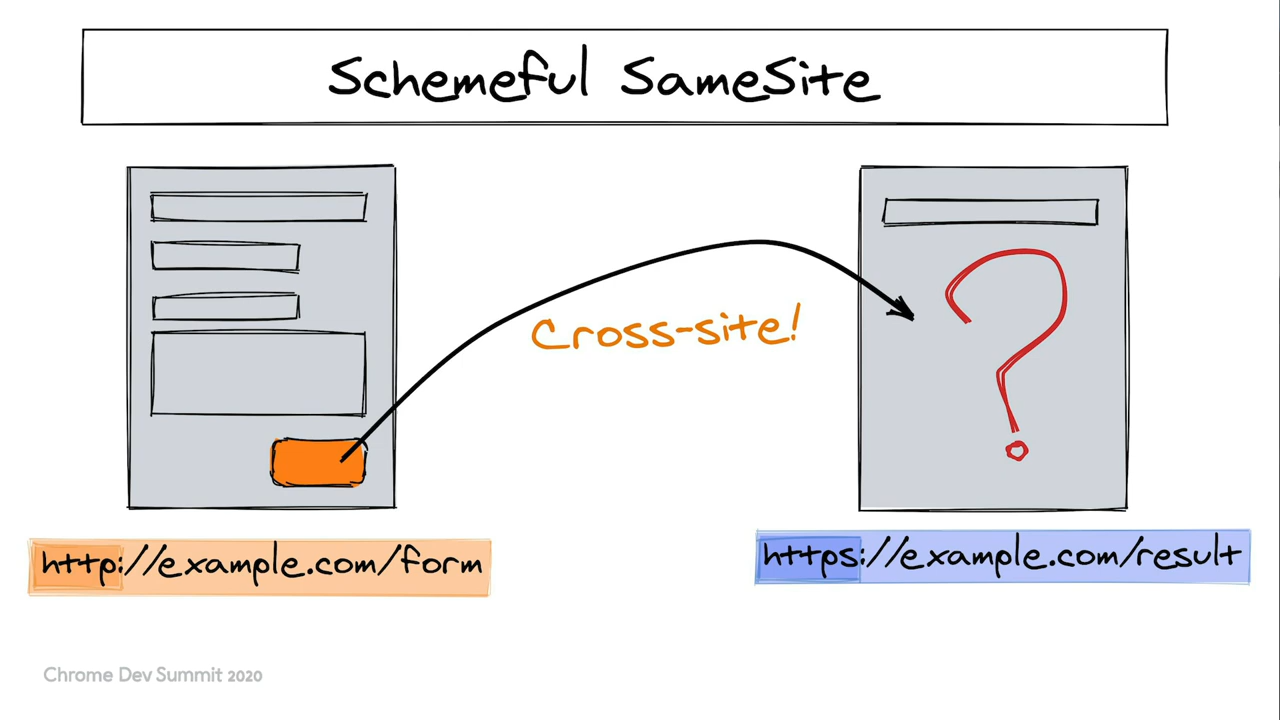 Schemeful SameSite
Cross-site!
http://example.com/form
https://example.com/result
Chrome Dev Summit 2020